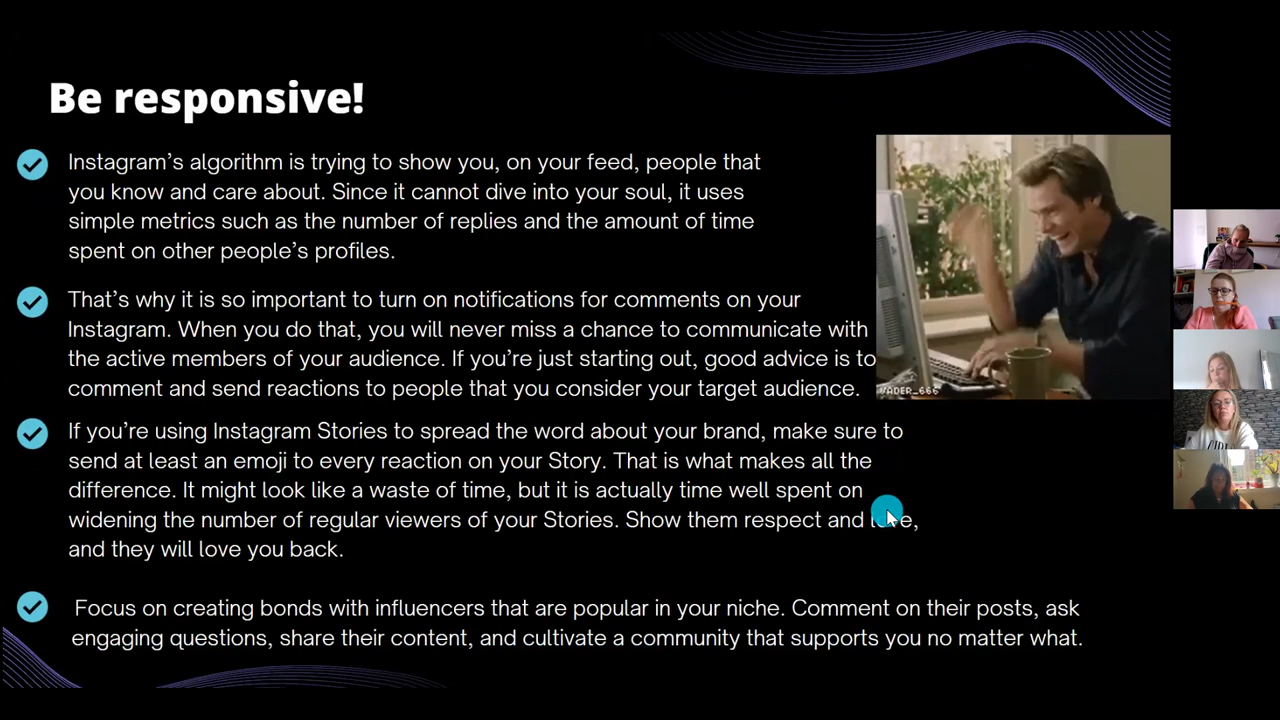 Be responsive!
Instagram’s algorithm is trying to show you, on your feed, people that
you know and care about. Since it cannot dive into your soul, it uses
simple metrics such as the number of replies and the amount of time
spent on other people’s profiles.
That’s why it is so important to turn on notifications for comments on your
Instagram. When you do that, you will never miss a chance to communicate with
the active members of your audience. If you’re just starting out, good advice is to
comment and send reactions to people that you consider your target audience.
VADER_666
If you’re using Instagram Stories to spread the word about your brand, make sure to
send at least an emoji to every reaction on your Story. That is what makes all the
difference. It might look like a waste of time, but it is actually time well spent on
widening the number of regular viewers of your Stories. Show them respect and love,
and they will love you back.
Focus on creating bonds with influencers that are popular in your niche. Comment on their posts, ask
engaging questions, share their content, and cultivate a community that supports you no matter what.